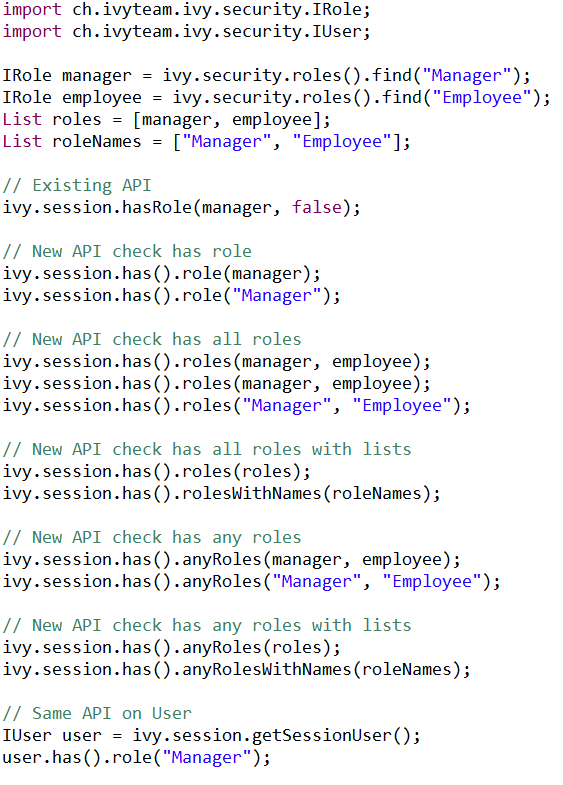 import ch.ivyteam.ivy.security.IRole;
import ch.ivyteam.ivy.security.IUser;
IRole manager = ivy.security.roles().find("Manager");
IRole employee = ivy.security.roles().find("Employee");
List roles = [manager, employee];
List roleNames = ["Manager", "Employee"];
// Existing API
ivy.session.hasRole(manager, false);
// New API check has role
ivy.session.has().role(manager);
ivy.session.has().role("Manager");
// New API check has all roles
ivy.session.has().roles(manager, employee);
ivy.session.has().roles(manager, employee);
ivy.session.has().roles("Manager", "Employee");
// New API check has all roles with lists
ivy.session.has().roles(roles);
ivy.session.has().rolesWithNames(roleNames);
// New API check has any roles
ivy.session.has().anyRoles(manager, employee);
ivy.session.has().anyRoles("Manager", "Employee");
// New API check has any roles with lists
ivy.session.has().anyRoles(roles);
ivy.session.has().anyRolesWithNames(roleNames);
// Same API on User
IUser user = ivy.session.getSessionUser();
user.has().role("Manager");